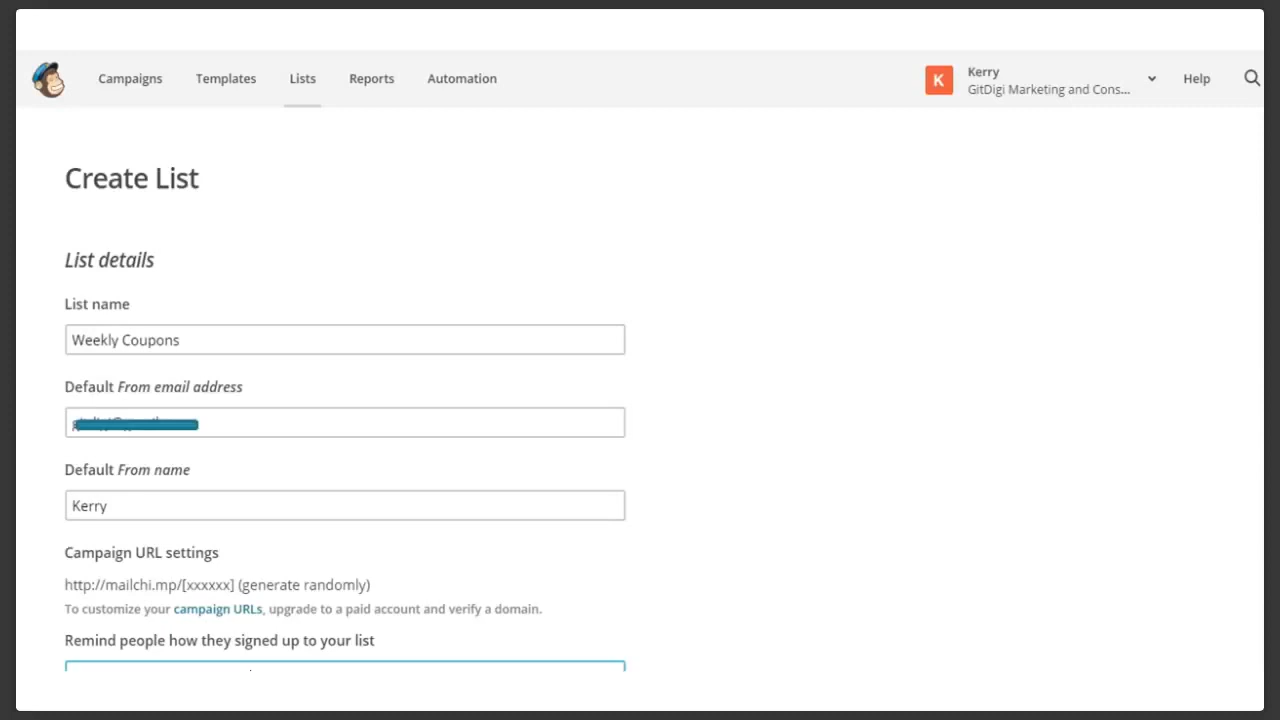 Campaigns Templates Lists Reports Automation
K
Kerry
GitDigi Marketing and Cons...
Help
Create List
List details
List name
Weekly Coupons
Default From email address
Default From name
Kerry
Campaign URL settings
http://mailchi.mp/[xxxxxx] (generate randomly)
To customize your campaign URLs, upgrade to a paid account and verify a domain.
Remind people how they signed up to your list